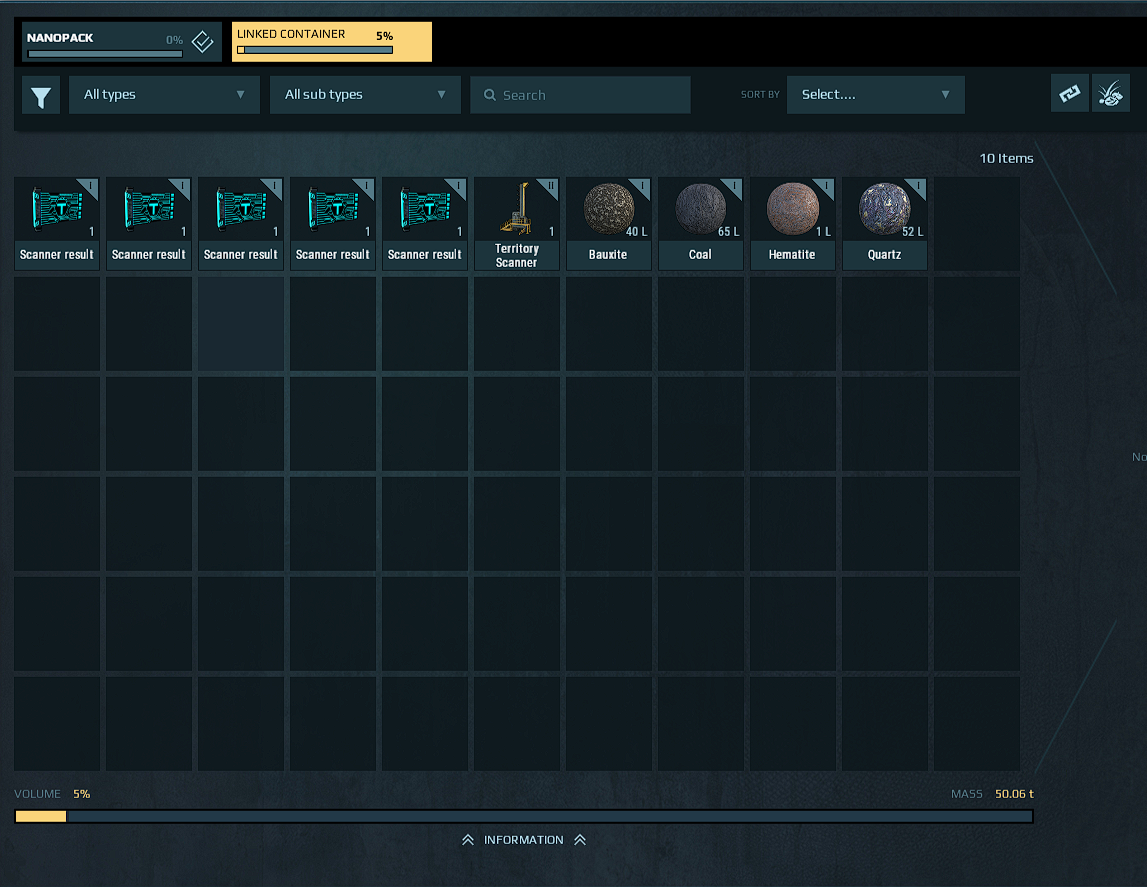 NANOPACK 0%
LINKED CONTAINER 5%
All types ▼ All sub types ▼ Search SORT BY Select.... ▼
10 Items
I I I I I II I I I I
T T T T T
1 1 1 1 1 1 40 L 65 L 1 L 52 L
Scanner result Scanner result Scanner result Scanner result Scanner result Territory Scanner Bauxite Coal Hematite Quartz
No
VOLUME 5% MASS 50.06 t
INFORMATION